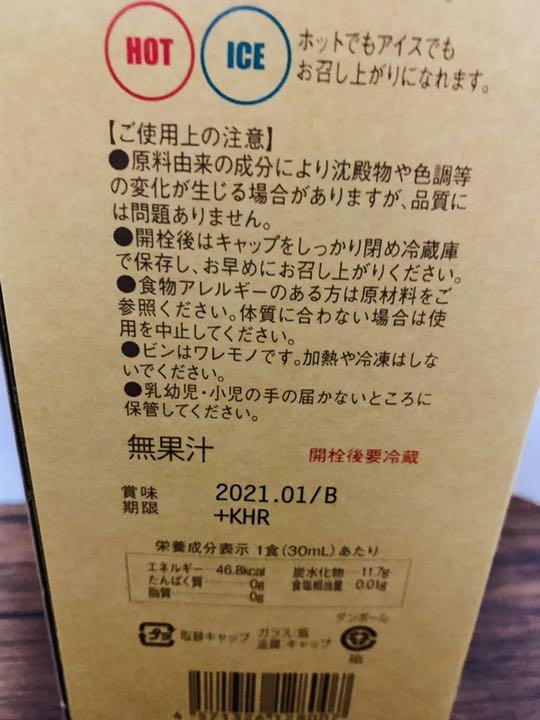 HOT ICE ホットでもアイスでも
お召し上がりになれます。
【ご使用上の注意】
●原料由来の成分により沈殿物や色調等
の変化が生じる場合がありますが、品質に
は問題ありません。
●開栓後はキャップをしっかり閉め冷蔵庫
で保存し、お早めにお召し上がりください。
●食物アレルギーのある方は原材料をご
参照ください。体質に合わない場合は使
用を中止してください。
●ビンはワレモノです。加熱や冷凍はしな
いでください。
●乳幼児・小児の手の届かないところに
保管してください。
無果汁 開栓後要冷蔵
賞味 2021.01/B
期限 +KHR
栄養成分表示 1食(30mL)あたり
エネルギー…46.8kcal 炭水化物…11.7g
たんぱく質…0g 食塩相当量 0.01g
脂質…0g
プラ 取替キャップ ガラス:瓶 ダンボール
金属:キャップ 箱